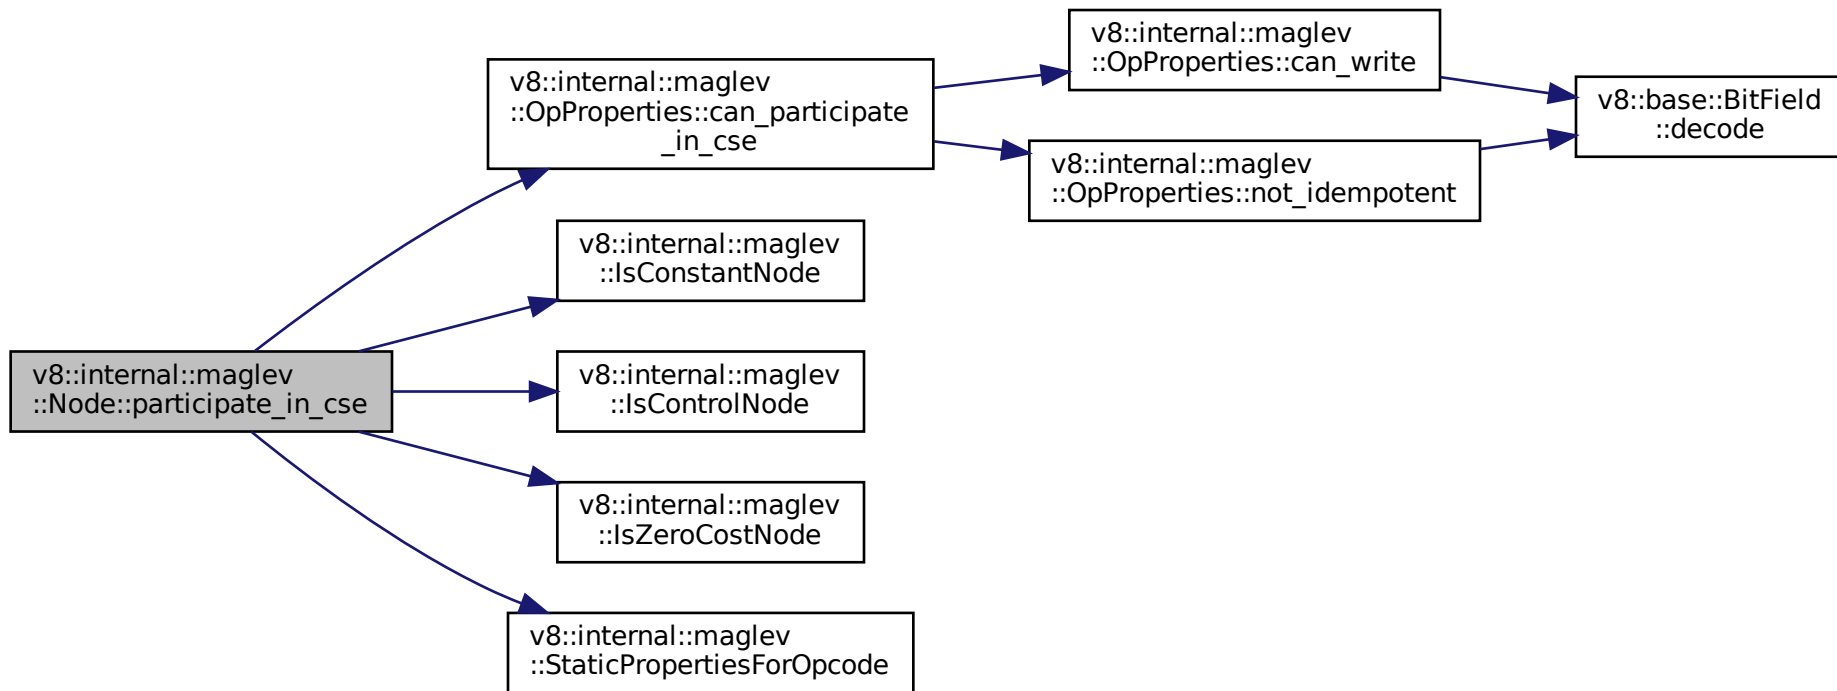 v8::internal::maglev
::Node::participate_in_cse
v8::internal::maglev
::OpProperties::can_participate
_in_cse
v8::internal::maglev
::OpProperties::can_write
v8::base::BitField
::decode
v8::internal::maglev
::OpProperties::not_idempotent
v8::internal::maglev
::IsConstantNode
v8::internal::maglev
::IsControlNode
v8::internal::maglev
::IsZeroCostNode
v8::internal::maglev
::StaticPropertiesForOpcode